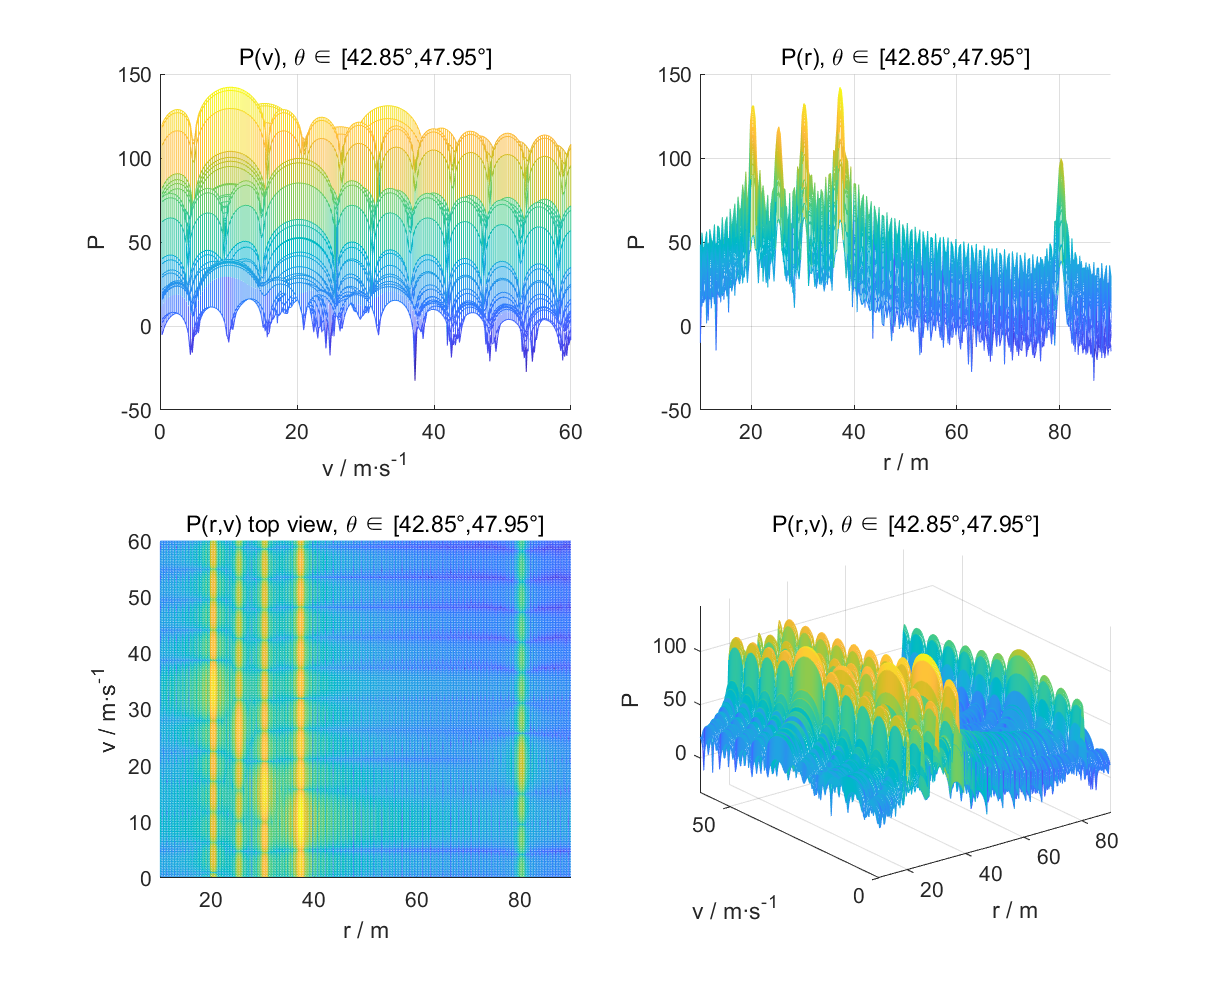 P(v), θ ∈ [42.85°,47.95°]
150
100
50
0
-50
P
0 20 40 60
v / m·s⁻¹
P(r), θ ∈ [42.85°,47.95°]
150
100
50
0
-50
P
20 40 60 80
r / m
P(r,v) top view, θ ∈ [42.85°,47.95°]
60
50
40
30
20
10
0
v / m·s⁻¹
20 40 60 80
r / m
P(r,v), θ ∈ [42.85°,47.95°]
100
50
0
P
50
0
v / m·s⁻¹
20 40 60 80
r / m